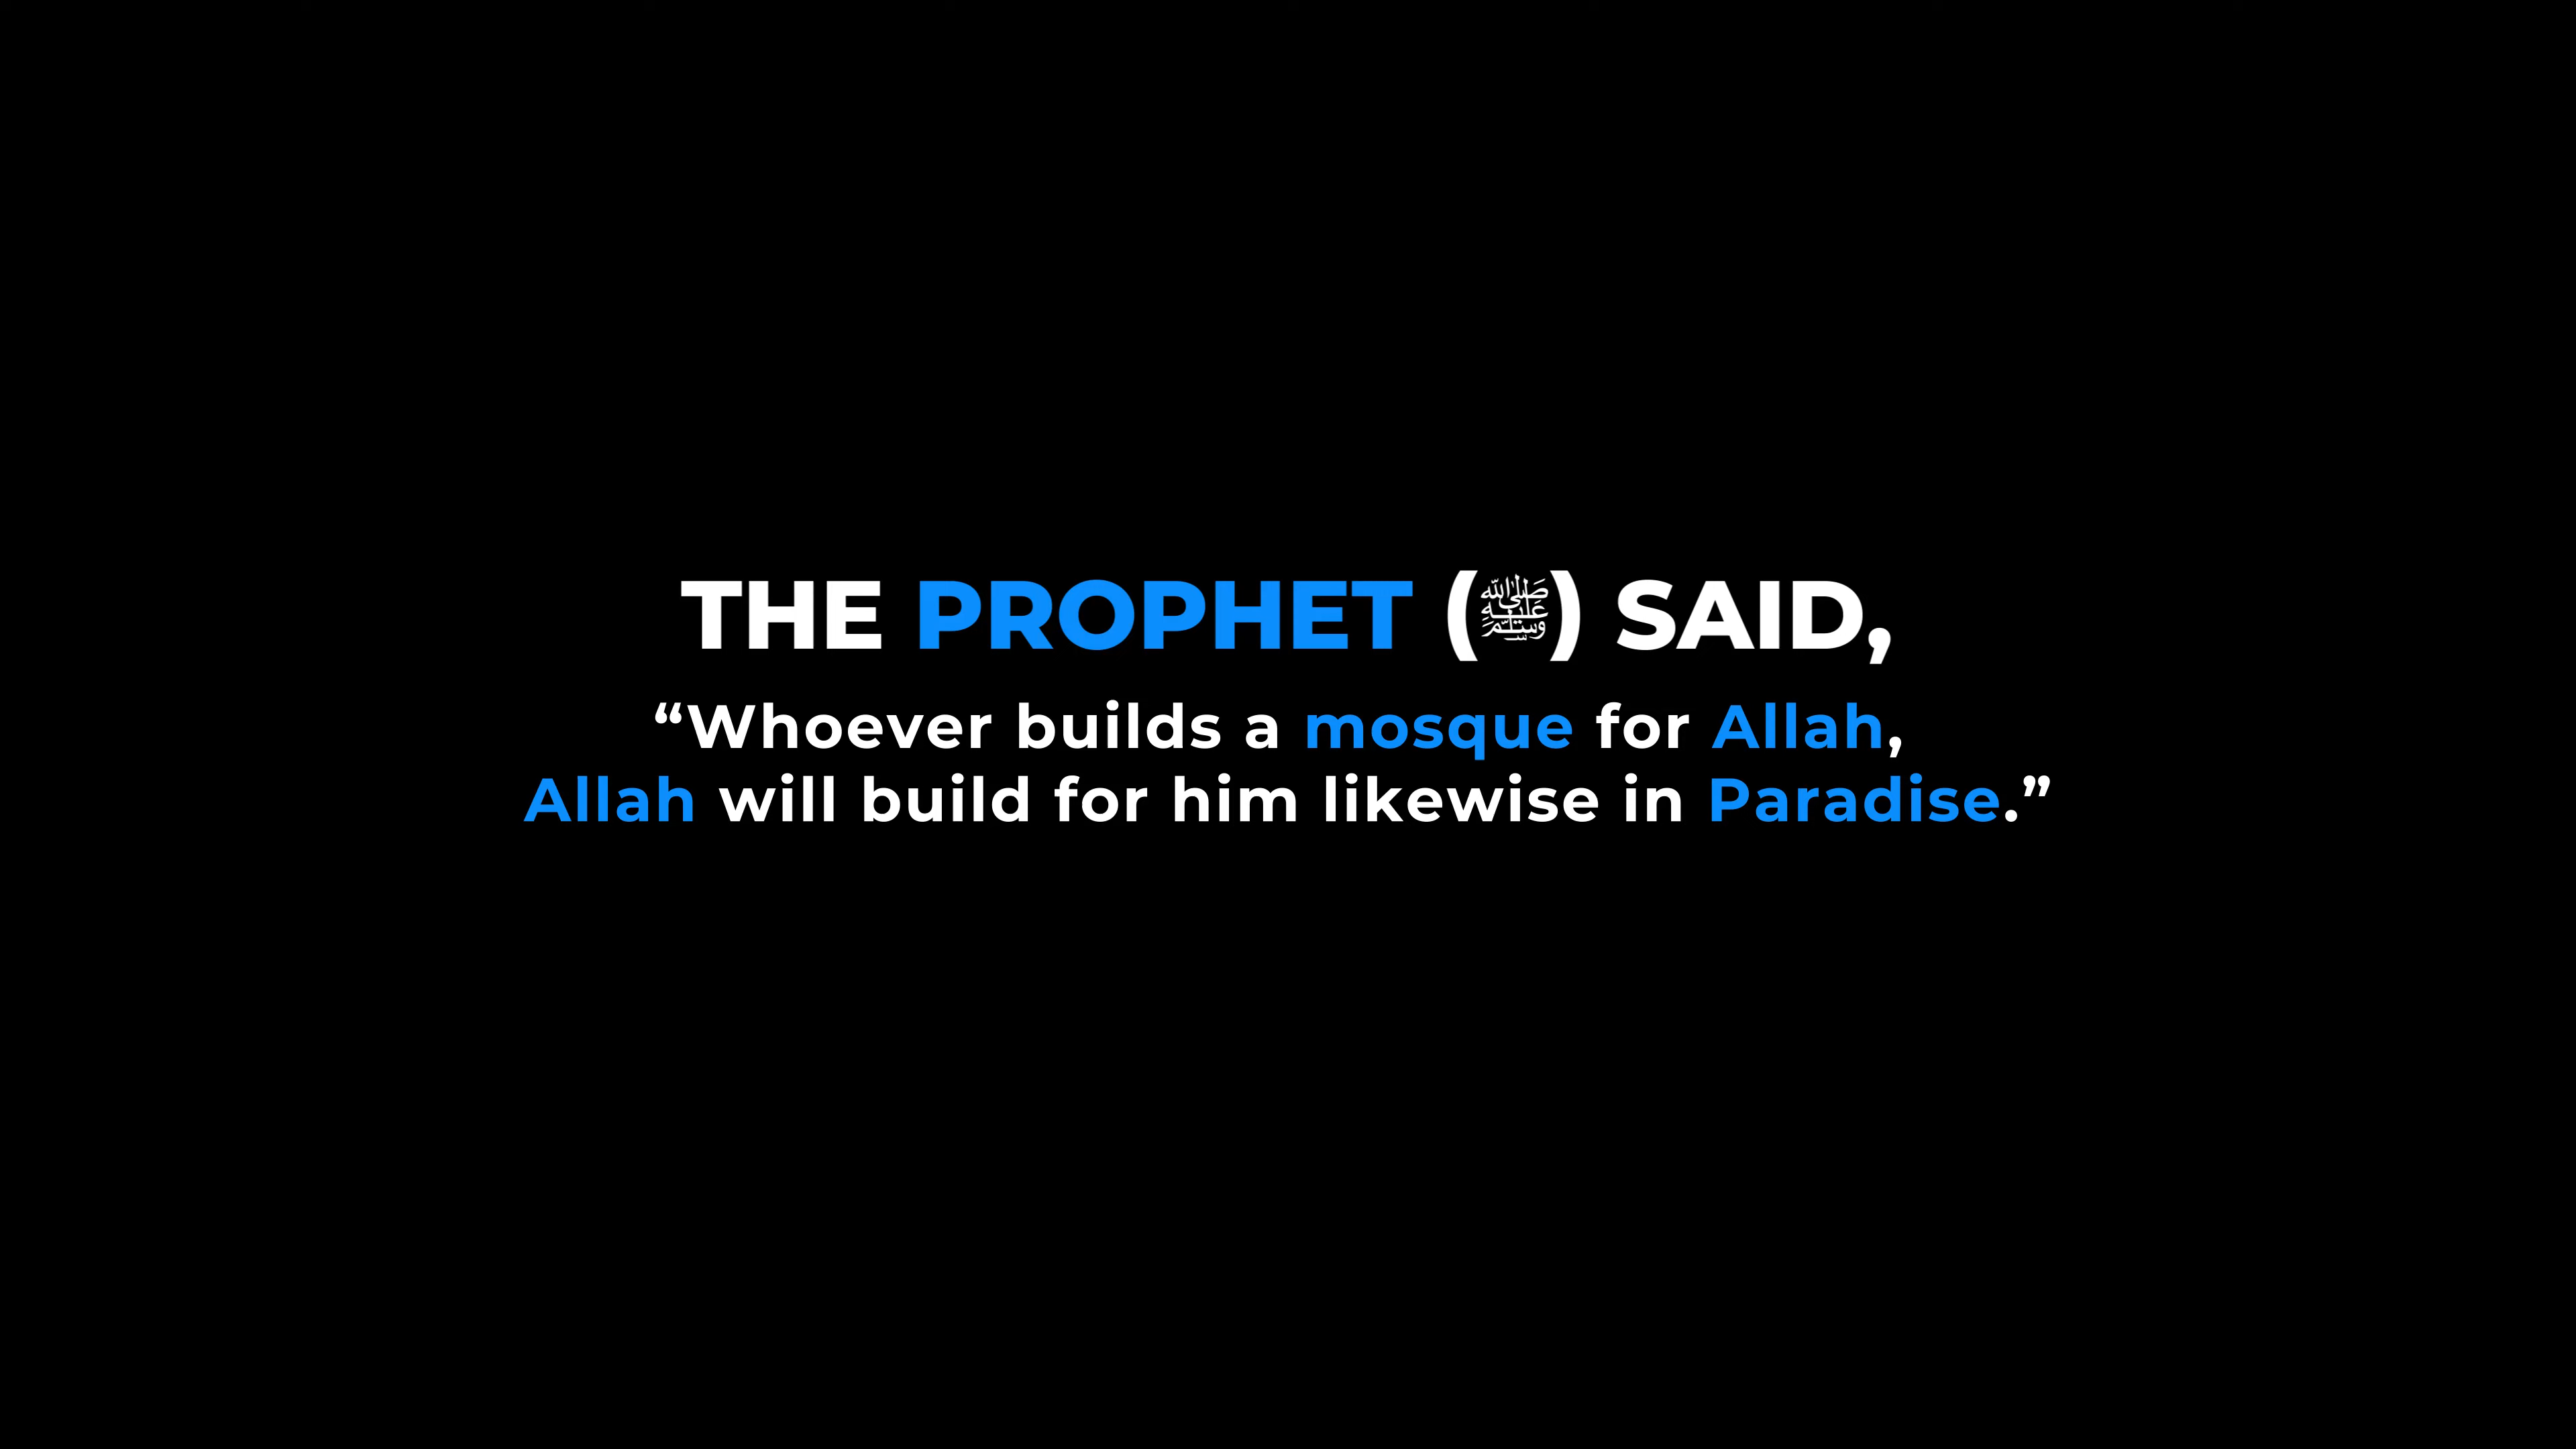 THE PROPHET (ﷺ) SAID,
“Whoever builds a mosque for Allah,
Allah will build for him likewise in Paradise.”